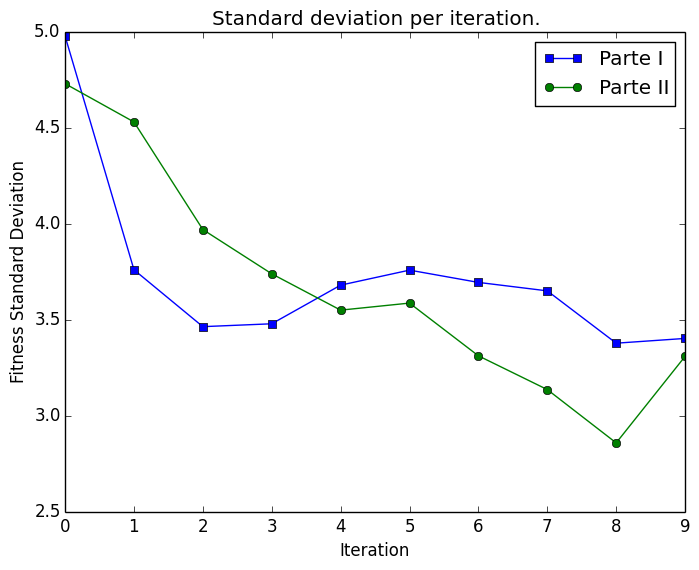 Standard deviation per iteration.
Parte I
Parte II
Fitness Standard Deviation
5.0
4.5
4.0
3.5
3.0
2.5
0 1 2 3 4 5 6 7 8 9
Iteration